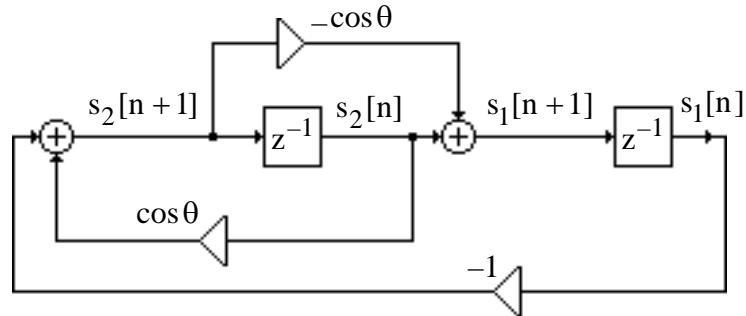 –cos θ
s₂[n + 1]
s₂[n]
s₁[n + 1]
s₁[n]
z⁻¹
z⁻¹
cos θ
–1